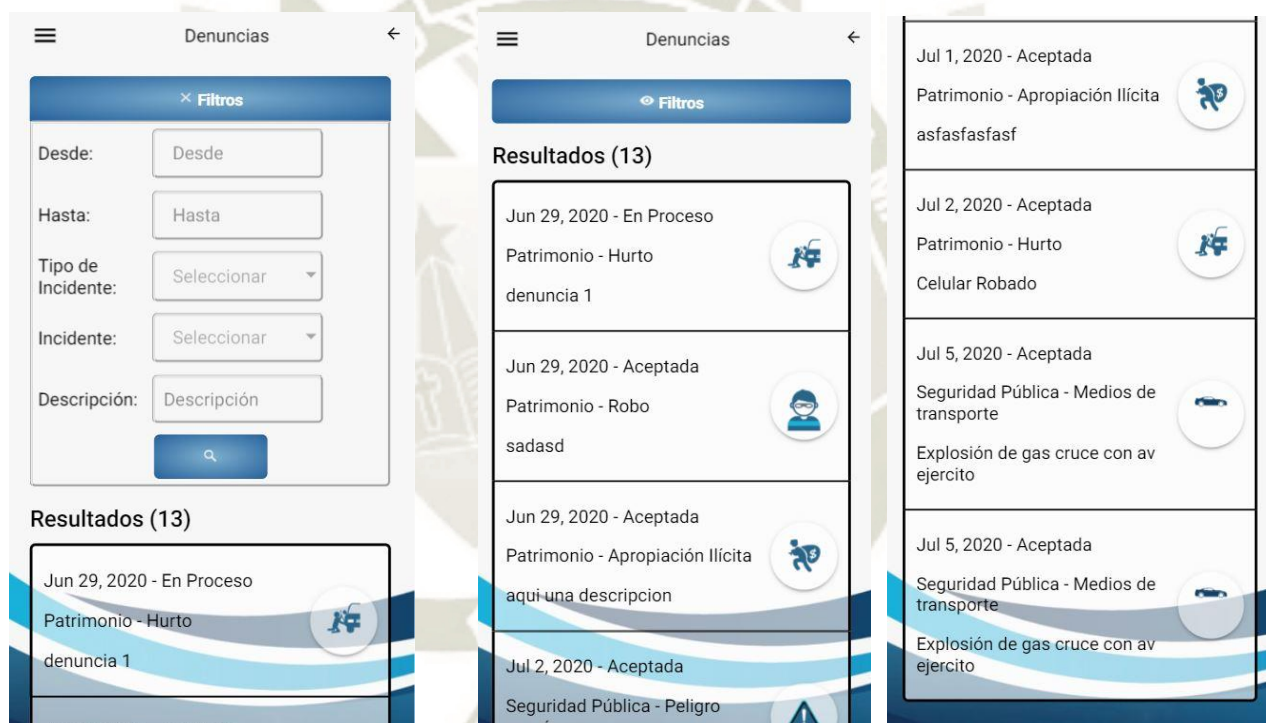 Denuncias
× Filtros
Desde:
Desde
Hasta:
Hasta
Tipo de
Incidente:
Seleccionar
Incidente:
Seleccionar
Descripción:
Descripción
Resultados (13)
Jun 29, 2020 - En Proceso
Patrimonio - Hurto
denuncia 1
Denuncias
Filtros
Resultados (13)
Jun 29, 2020 - En Proceso
Patrimonio - Hurto
denuncia 1
Jun 29, 2020 - Aceptada
Patrimonio - Robo
sadasd
Jun 29, 2020 - Aceptada
Patrimonio - Apropiación Ilícita
aqui una descripcion
Jul 2, 2020 - Aceptada
Seguridad Pública - Peligro
Jul 1, 2020 - Aceptada
Patrimonio - Apropiación Ilícita
asfasfasfasf
Jul 2, 2020 - Aceptada
Patrimonio - Hurto
Celular Robado
Jul 5, 2020 - Aceptada
Seguridad Pública - Medios de
transporte
Explosión de gas cruce con av
ejercito
Jul 5, 2020 - Aceptada
Seguridad Pública - Medios de
transporte
Explosión de gas cruce con av
ejercito